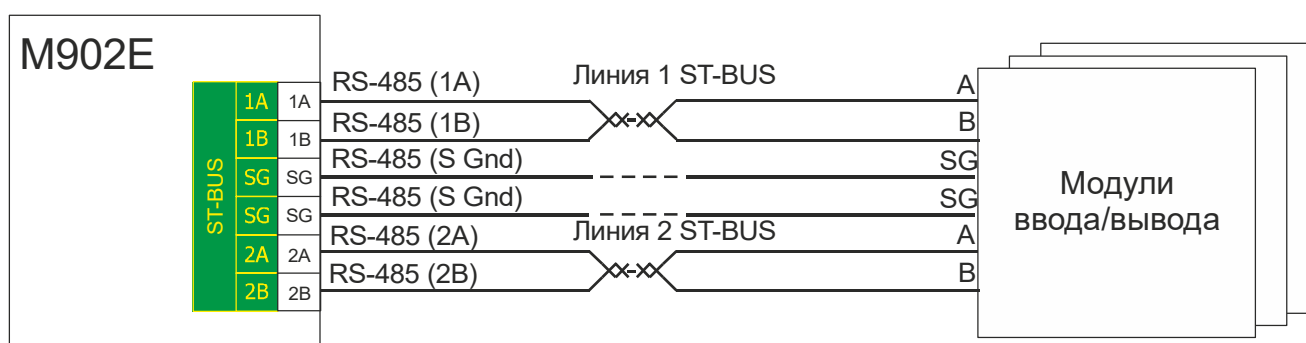 M902E
ST-BUS
1A 1A RS-485 (1A) Линия 1 ST-BUS A
1B 1B RS-485 (1B) B
SG SG RS-485 (S Gnd) SG
SG SG RS-485 (S Gnd) SG
2A 2A RS-485 (2A) Линия 2 ST-BUS A
2B 2B RS-485 (2B) B
Модули
ввода/вывода